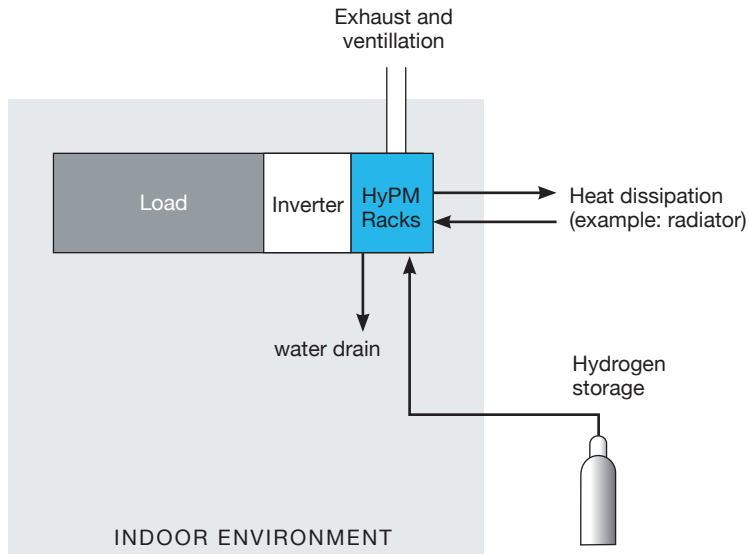 Exhaust and
ventillation
Load
Inverter
HyPM
Racks
Heat dissipation
(example: radiator)
water drain
Hydrogen
storage
INDOOR ENVIRONMENT